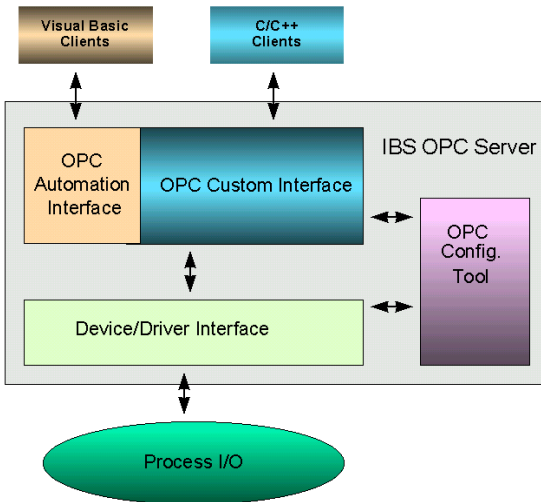 Visual Basic
Clients
C/C++
Clients
IBS OPC Server
OPC
Automation
Interface
OPC Custom Interface
OPC
Config.
Tool
Device/Driver Interface
Process I/O